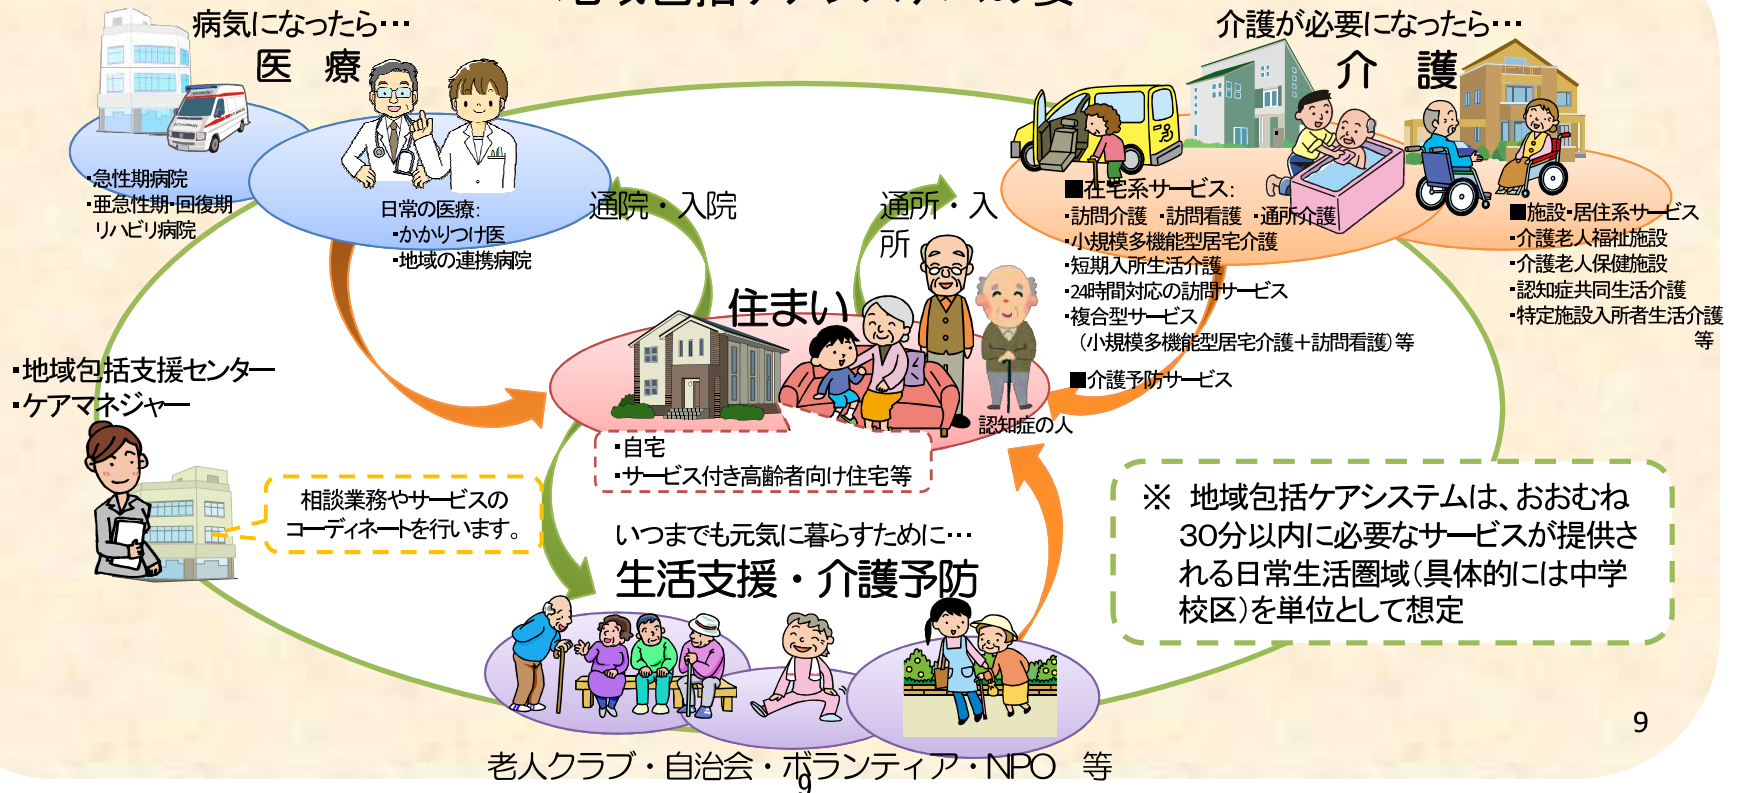 地域包括ケアシステムの姿
病気になったら…
医 療
・急性期病院
・亜急性期・回復期
リハビリ病院
日常の医療:
・かかりつけ医
・地域の連携病院
通院・入院
通所・入
所
介護が必要になったら…
介 護
■在宅系サービス:
・訪問介護 ・訪問看護 ・通所介護
・小規模多機能型居宅介護
・短期入所生活介護
・24時間対応の訪問サービス
・複合型サービス
(小規模多機能型居宅介護+訪問看護)等
■介護予防サービス
■施設・居住系サービス
・介護老人福祉施設
・介護老人保健施設
・認知症共同生活介護
・特定施設入所者生活介護
等
住まい
認知症の人
・自宅
・サービス付き高齢者向け住宅等
・地域包括支援センター
・ケアマネジャー
相談業務やサービスの
コーディネートを行います。
いつまでも元気に暮らすために…
生活支援・介護予防
※ 地域包括ケアシステムは、おおむね
30分以内に必要なサービスが提供さ
れる日常生活圏域(具体的には中学
校区)を単位として想定
老人クラブ・自治会・ボランティア・NPO 等
9
9